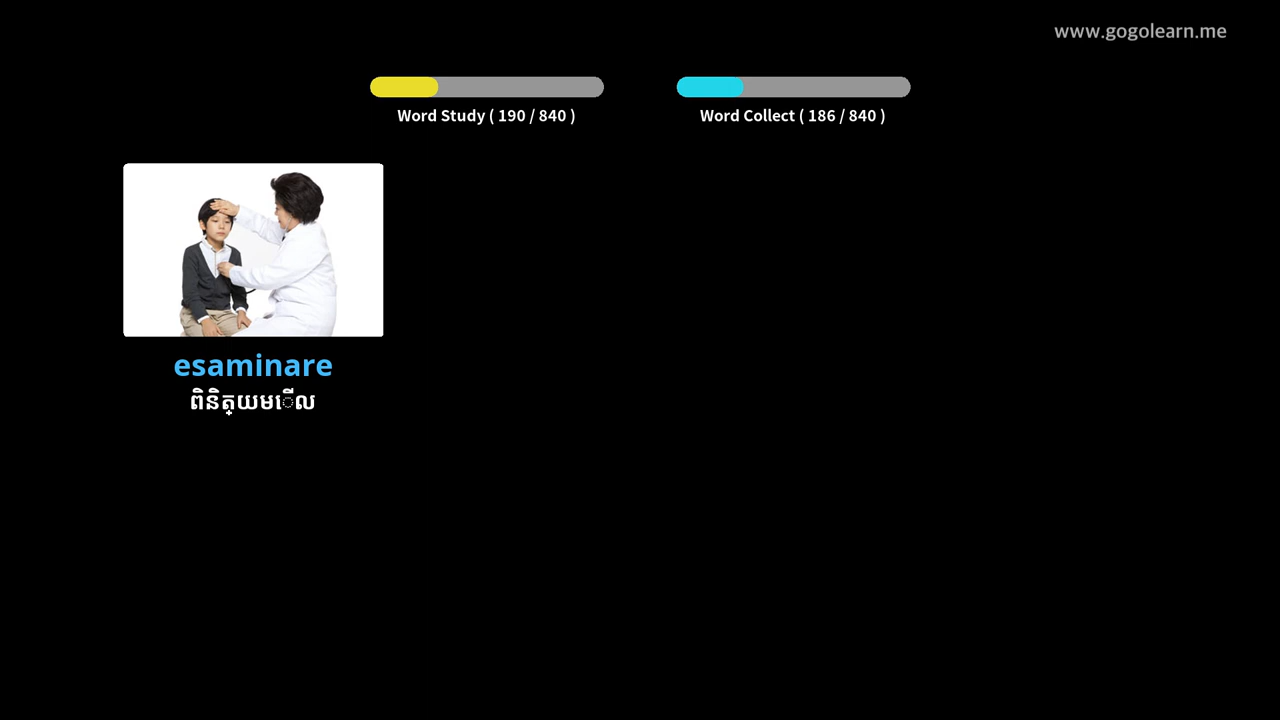 www.gogolearn.me
Word Study ( 190 / 840 )
Word Collect ( 186 / 840 )
esaminare
ពិនិត្យមើល